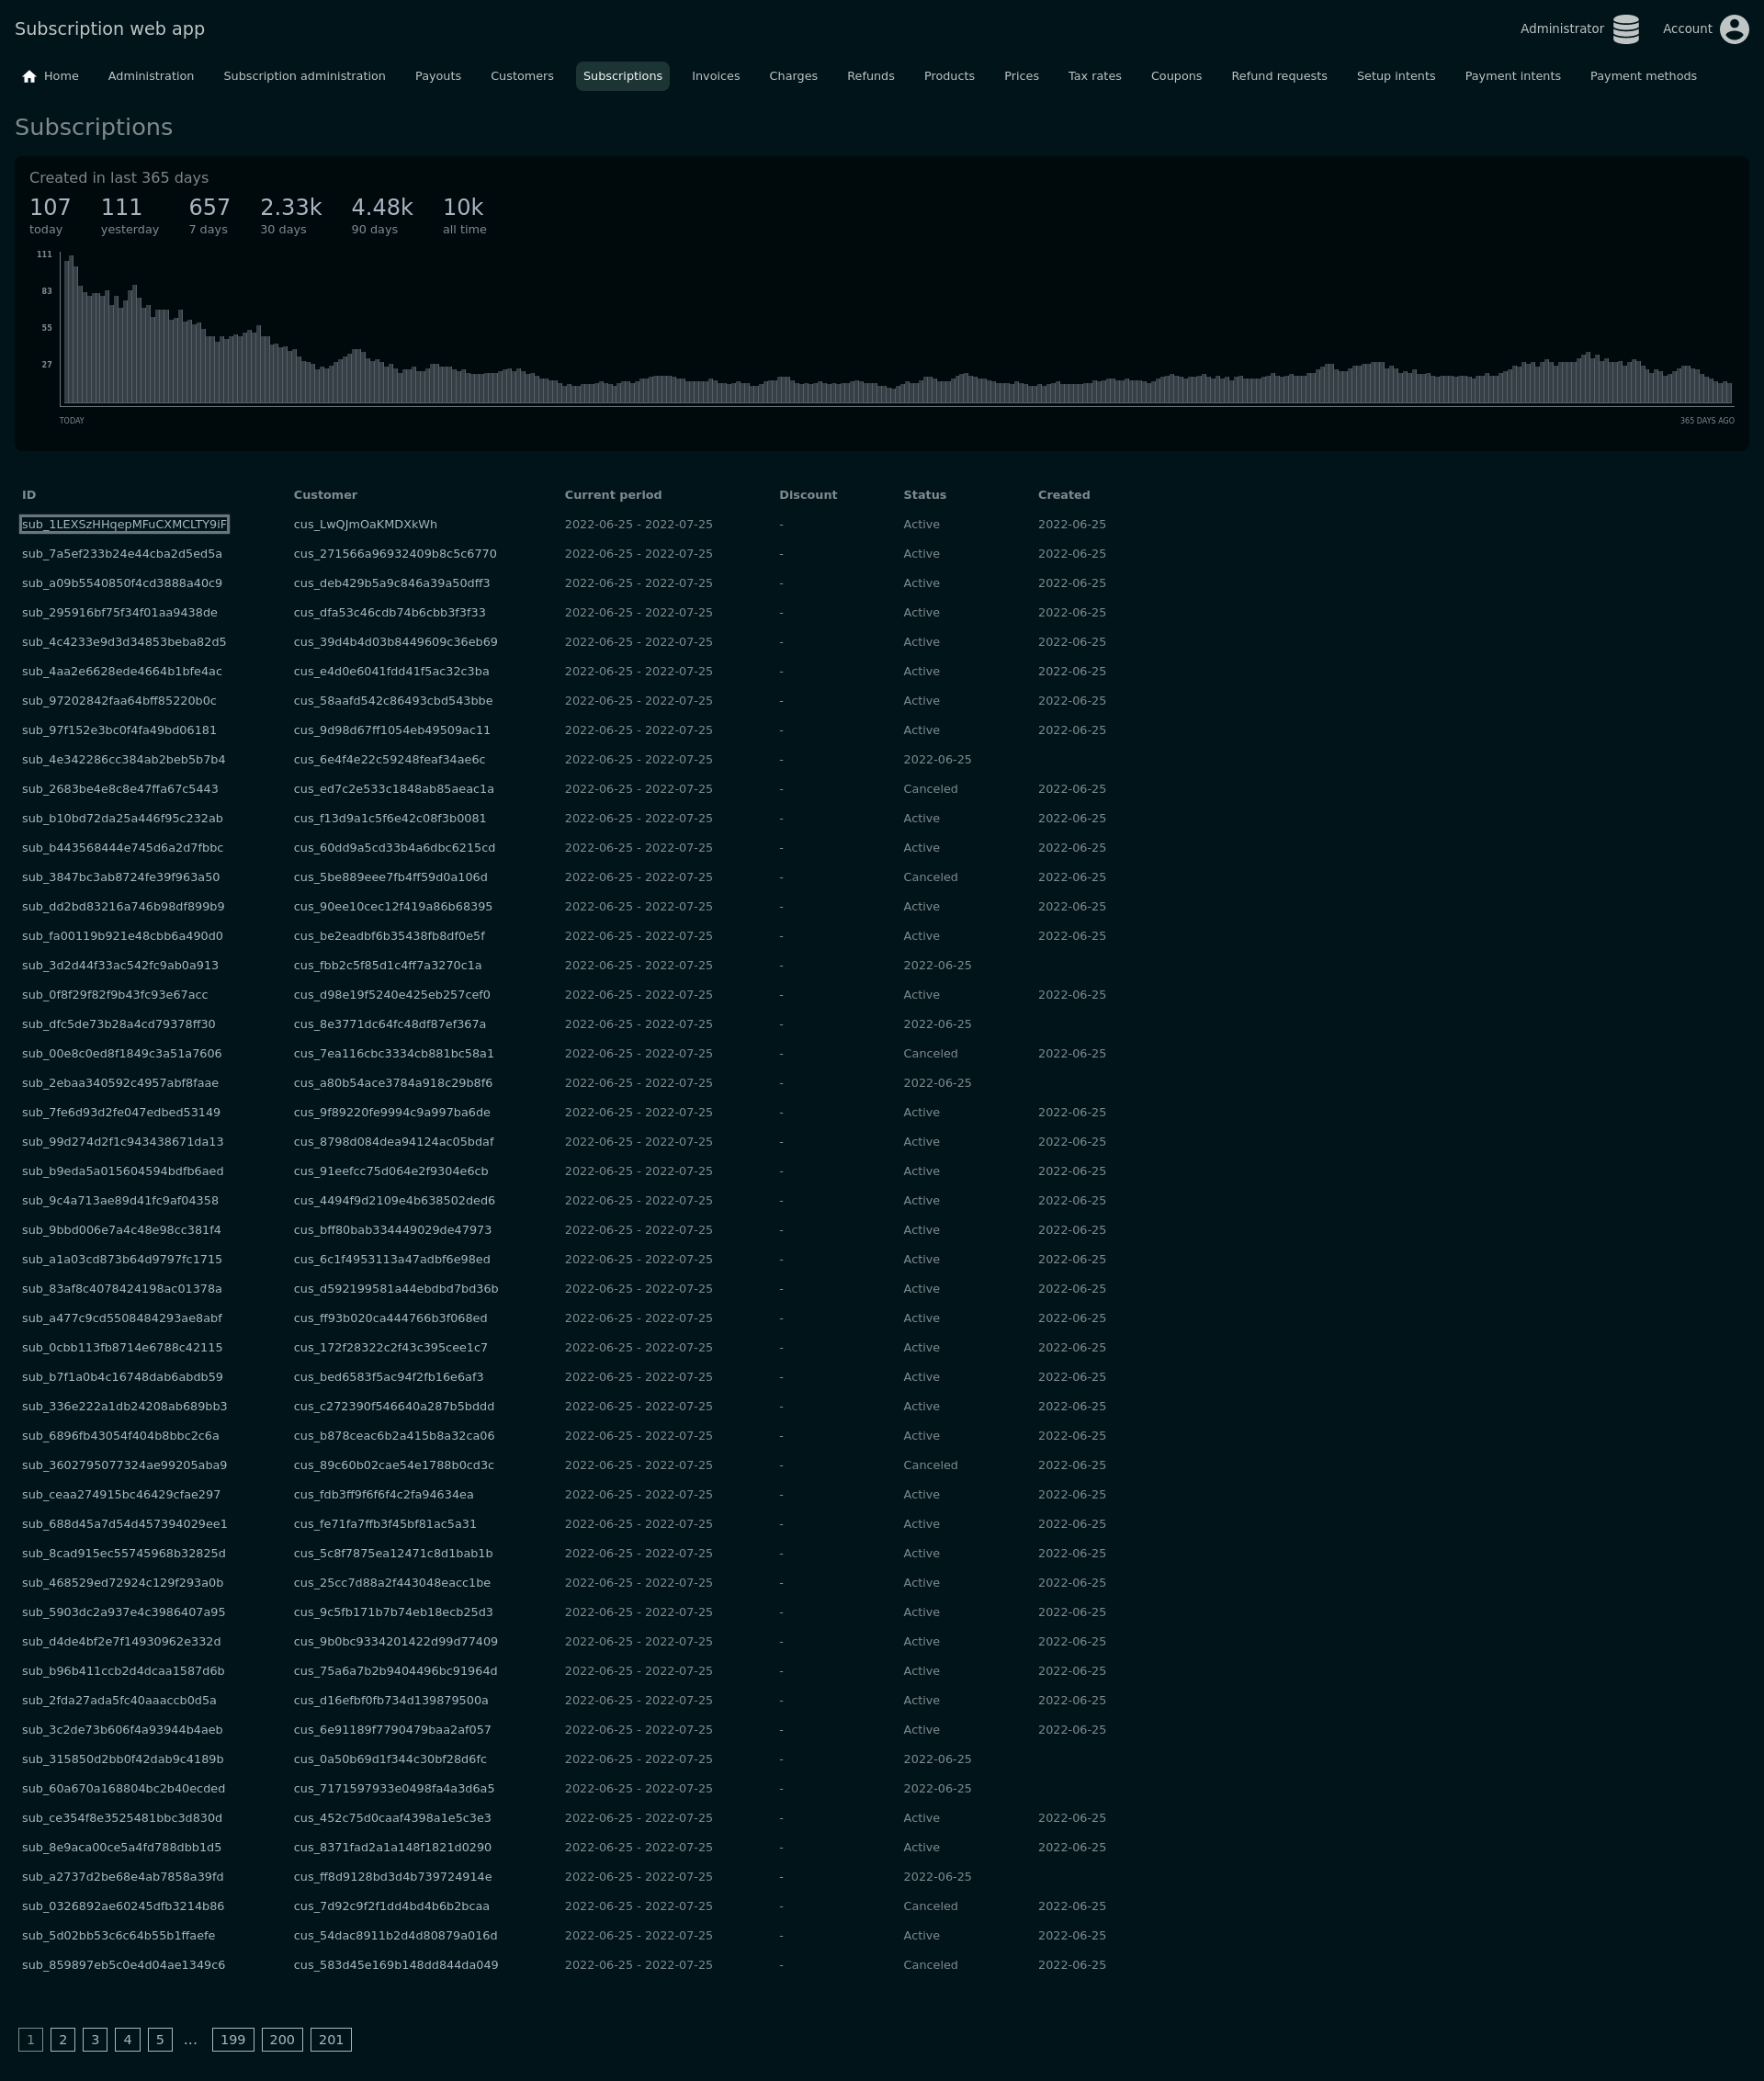 Subscription web app
Administrator Account
Home Administration Subscription administration Payouts Customers Subscriptions Invoices Charges Refunds Products Prices Tax rates Coupons Refund requests Setup intents Payment intents Payment methods
Subscriptions
Created in last 365 days
107 111 657 2.33k 4.48k 10k
today yesterday 7 days 30 days 90 days all time
111
83
55
27
TODAY 365 DAYS AGO
ID Customer Current period Discount Status Created
sub_1LEXSzHHqepMFuCXMCLTY9iF cus_LwQJmOaKMDXkWh 2022-06-25 - 2022-07-25 - Active 2022-06-25
sub_7a5ef233b24e44cba2d5ed5a cus_271566a96932409b8c5c6770 2022-06-25 - 2022-07-25 - Active 2022-06-25
sub_a09b5540850f4cd3888a40c9 cus_deb429b5a9c846a39a50dff3 2022-06-25 - 2022-07-25 - Active 2022-06-25
sub_295916bf75f34f01aa9438de cus_dfa53c46cdb74b6cbb3f3f33 2022-06-25 - 2022-07-25 - Active 2022-06-25
sub_4c4233e9d3d34853beba82d5 cus_39d4b4d03b8449609c36eb69 2022-06-25 - 2022-07-25 - Active 2022-06-25
sub_4aa2e6628ede4664b1bfe4ac cus_e4d0e6041fdd41f5ac32c3ba 2022-06-25 - 2022-07-25 - Active 2022-06-25
sub_97202842faa64bff85220b0c cus_58aafd542c86493cbd543bbe 2022-06-25 - 2022-07-25 - Active 2022-06-25
sub_97f152e3bc0f4fa49bd06181 cus_9d98d67ff1054eb49509ac11 2022-06-25 - 2022-07-25 - Active 2022-06-25
sub_4e342286cc384ab2beb5b7b4 cus_6e4f4e22c59248feaf34ae6c 2022-06-25 - 2022-07-25 - 2022-06-25
sub_2683be4e8c8e47ffa67c5443 cus_ed7c2e533c1848ab85aeac1a 2022-06-25 - 2022-07-25 - Canceled 2022-06-25
sub_b10bd72da25a446f95c232ab cus_f13d9a1c5f6e42c08f3b0081 2022-06-25 - 2022-07-25 - Active 2022-06-25
sub_b443568444e745d6a2d7fbbc cus_60dd9a5cd33b4a6dbc6215cd 2022-06-25 - 2022-07-25 - Active 2022-06-25
sub_3847bc3ab8724fe39f963a50 cus_5be889eee7fb4ff59d0a106d 2022-06-25 - 2022-07-25 - Canceled 2022-06-25
sub_dd2bd83216a746b98df899b9 cus_90ee10cec12f419a86b68395 2022-06-25 - 2022-07-25 - Active 2022-06-25
sub_fa00119b921e48cbb6a490d0 cus_be2eadbf6b35438fb8df0e5f 2022-06-25 - 2022-07-25 - Active 2022-06-25
sub_3d2d44f33ac542fc9ab0a913 cus_fbb2c5f85d1c4ff7a3270c1a 2022-06-25 - 2022-07-25 - 2022-06-25
sub_0f8f29f82f9b43fc93e67acc cus_d98e19f5240e425eb257cef0 2022-06-25 - 2022-07-25 - Active 2022-06-25
sub_dfc5de73b28a4cd79378ff30 cus_8e3771dc64fc48df87ef367a 2022-06-25 - 2022-07-25 - 2022-06-25
sub_00e8c0ed8f1849c3a51a7606 cus_7ea116cbc3334cb881bc58a1 2022-06-25 - 2022-07-25 - Canceled 2022-06-25
sub_2ebaa340592c4957abf8faae cus_a80b54ace3784a918c29b8f6 2022-06-25 - 2022-07-25 - 2022-06-25
sub_7fe6d93d2fe047edbed53149 cus_9f89220fe9994c9a997ba6de 2022-06-25 - 2022-07-25 - Active 2022-06-25
sub_99d274d2f1c943438671da13 cus_8798d084dea94124ac05bdaf 2022-06-25 - 2022-07-25 - Active 2022-06-25
sub_b9eda5a015604594bdfb6aed cus_91eefcc75d064e2f9304e6cb 2022-06-25 - 2022-07-25 - Active 2022-06-25
sub_9c4a713ae89d41fc9af04358 cus_4494f9d2109e4b638502ded6 2022-06-25 - 2022-07-25 - Active 2022-06-25
sub_9bbd006e7a4c48e98cc381f4 cus_bff80bab334449029de47973 2022-06-25 - 2022-07-25 - Active 2022-06-25
sub_a1a03cd873b64d9797fc1715 cus_6c1f4953113a47adbf6e98ed 2022-06-25 - 2022-07-25 - Active 2022-06-25
sub_83af8c4078424198ac01378a cus_d592199581a44ebdbd7bd36b 2022-06-25 - 2022-07-25 - Active 2022-06-25
sub_a477c9cd5508484293ae8abf cus_ff93b020ca444766b3f068ed 2022-06-25 - 2022-07-25 - Active 2022-06-25
sub_0cbb113fb8714e6788c42115 cus_172f28322c2f43c395cee1c7 2022-06-25 - 2022-07-25 - Active 2022-06-25
sub_b7f1a0b4c16748dab6abdb59 cus_bed6583f5ac94f2fb16e6af3 2022-06-25 - 2022-07-25 - Active 2022-06-25
sub_336e222a1db24208ab689bb3 cus_c272390f546640a287b5bddd 2022-06-25 - 2022-07-25 - Active 2022-06-25
sub_6896fb43054f404b8bbc2c6a cus_b878ceac6b2a415b8a32ca06 2022-06-25 - 2022-07-25 - Active 2022-06-25
sub_3602795077324ae99205aba9 cus_89c60b02cae54e1788b0cd3c 2022-06-25 - 2022-07-25 - Canceled 2022-06-25
sub_ceaa274915bc46429cfae297 cus_fdb3ff9f6f6f4c2fa94634ea 2022-06-25 - 2022-07-25 - Active 2022-06-25
sub_688d45a7d54d457394029ee1 cus_fe71fa7ffb3f45bf81ac5a31 2022-06-25 - 2022-07-25 - Active 2022-06-25
sub_8cad915ec55745968b32825d cus_5c8f7875ea12471c8d1bab1b 2022-06-25 - 2022-07-25 - Active 2022-06-25
sub_468529ed72924c129f293a0b cus_25cc7d88a2f443048eacc1be 2022-06-25 - 2022-07-25 - Active 2022-06-25
sub_5903dc2a937e4c3986407a95 cus_9c5fb171b7b74eb18ecb25d3 2022-06-25 - 2022-07-25 - Active 2022-06-25
sub_d4de4bf2e7f14930962e332d cus_9b0bc9334201422d99d77409 2022-06-25 - 2022-07-25 - Active 2022-06-25
sub_b96b411ccb2d4dcaa1587d6b cus_75a6a7b2b9404496bc91964d 2022-06-25 - 2022-07-25 - Active 2022-06-25
sub_2fda27ada5fc40aaaccb0d5a cus_d16efbf0fb734d139879500a 2022-06-25 - 2022-07-25 - Active 2022-06-25
sub_3c2de73b606f4a93944b4aeb cus_6e91189f7790479baa2af057 2022-06-25 - 2022-07-25 - Active 2022-06-25
sub_315850d2bb0f42dab9c4189b cus_0a50b69d1f344c30bf28d6fc 2022-06-25 - 2022-07-25 - 2022-06-25
sub_60a670a168804bc2b40ecded cus_7171597933e0498fa4a3d6a5 2022-06-25 - 2022-07-25 - 2022-06-25
sub_ce354f8e3525481bbc3d830d cus_452c75d0caaf4398a1e5c3e3 2022-06-25 - 2022-07-25 - Active 2022-06-25
sub_8e9aca00ce5a4fd788dbb1d5 cus_8371fad2a1a148f1821d0290 2022-06-25 - 2022-07-25 - Active 2022-06-25
sub_a2737d2be68e4ab7858a39fd cus_ff8d9128bd3d4b739724914e 2022-06-25 - 2022-07-25 - 2022-06-25
sub_0326892ae60245dfb3214b86 cus_7d92c9f2f1dd4bd4b6b2bcaa 2022-06-25 - 2022-07-25 - Canceled 2022-06-25
sub_5d02bb53c6c64b55b1ffaefe cus_54dac8911b2d4d80879a016d 2022-06-25 - 2022-07-25 - Active 2022-06-25
sub_859897eb5c0e4d04ae1349c6 cus_583d45e169b148dd844da049 2022-06-25 - 2022-07-25 - Canceled 2022-06-25
1 2 3 4 5 ... 199 200 201